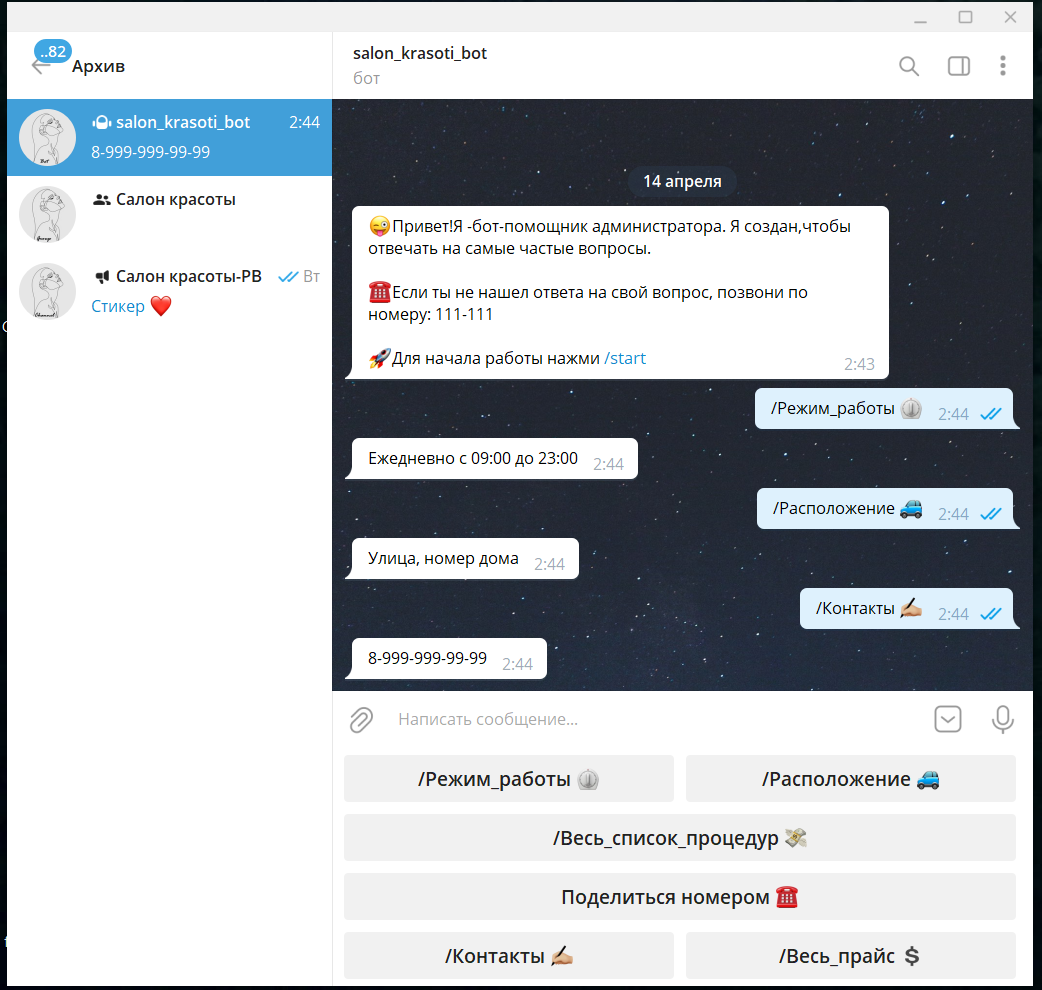 ..82
Архив
salon_krasoti_bot 2:44
8-999-999-99-99
Салон красоты
Салон красоты-РВ Вт
Стикер ❤️
salon_krasoti_bot
бот
14 апреля
😜Привет!Я -бот-помощник администратора. Я создан,чтобы
отвечать на самые частые вопросы.
☎️Если ты не нашел ответа на свой вопрос, позвони по
номеру: 111-111
🚀Для начала работы нажми /start 2:43
/Режим_работы 2:44
Ежедневно с 09:00 до 23:00 2:44
/Расположение 🚙 2:44
Улица, номер дома 2:44
/Контакты ✍🏼 2:44
8-999-999-99-99 2:44
Написать сообщение...
/Режим_работы /Расположение 🚙
/Весь_список_процедур 💸
Поделиться номером ☎️
/Контакты ✍🏼 /Весь_прайс 💲